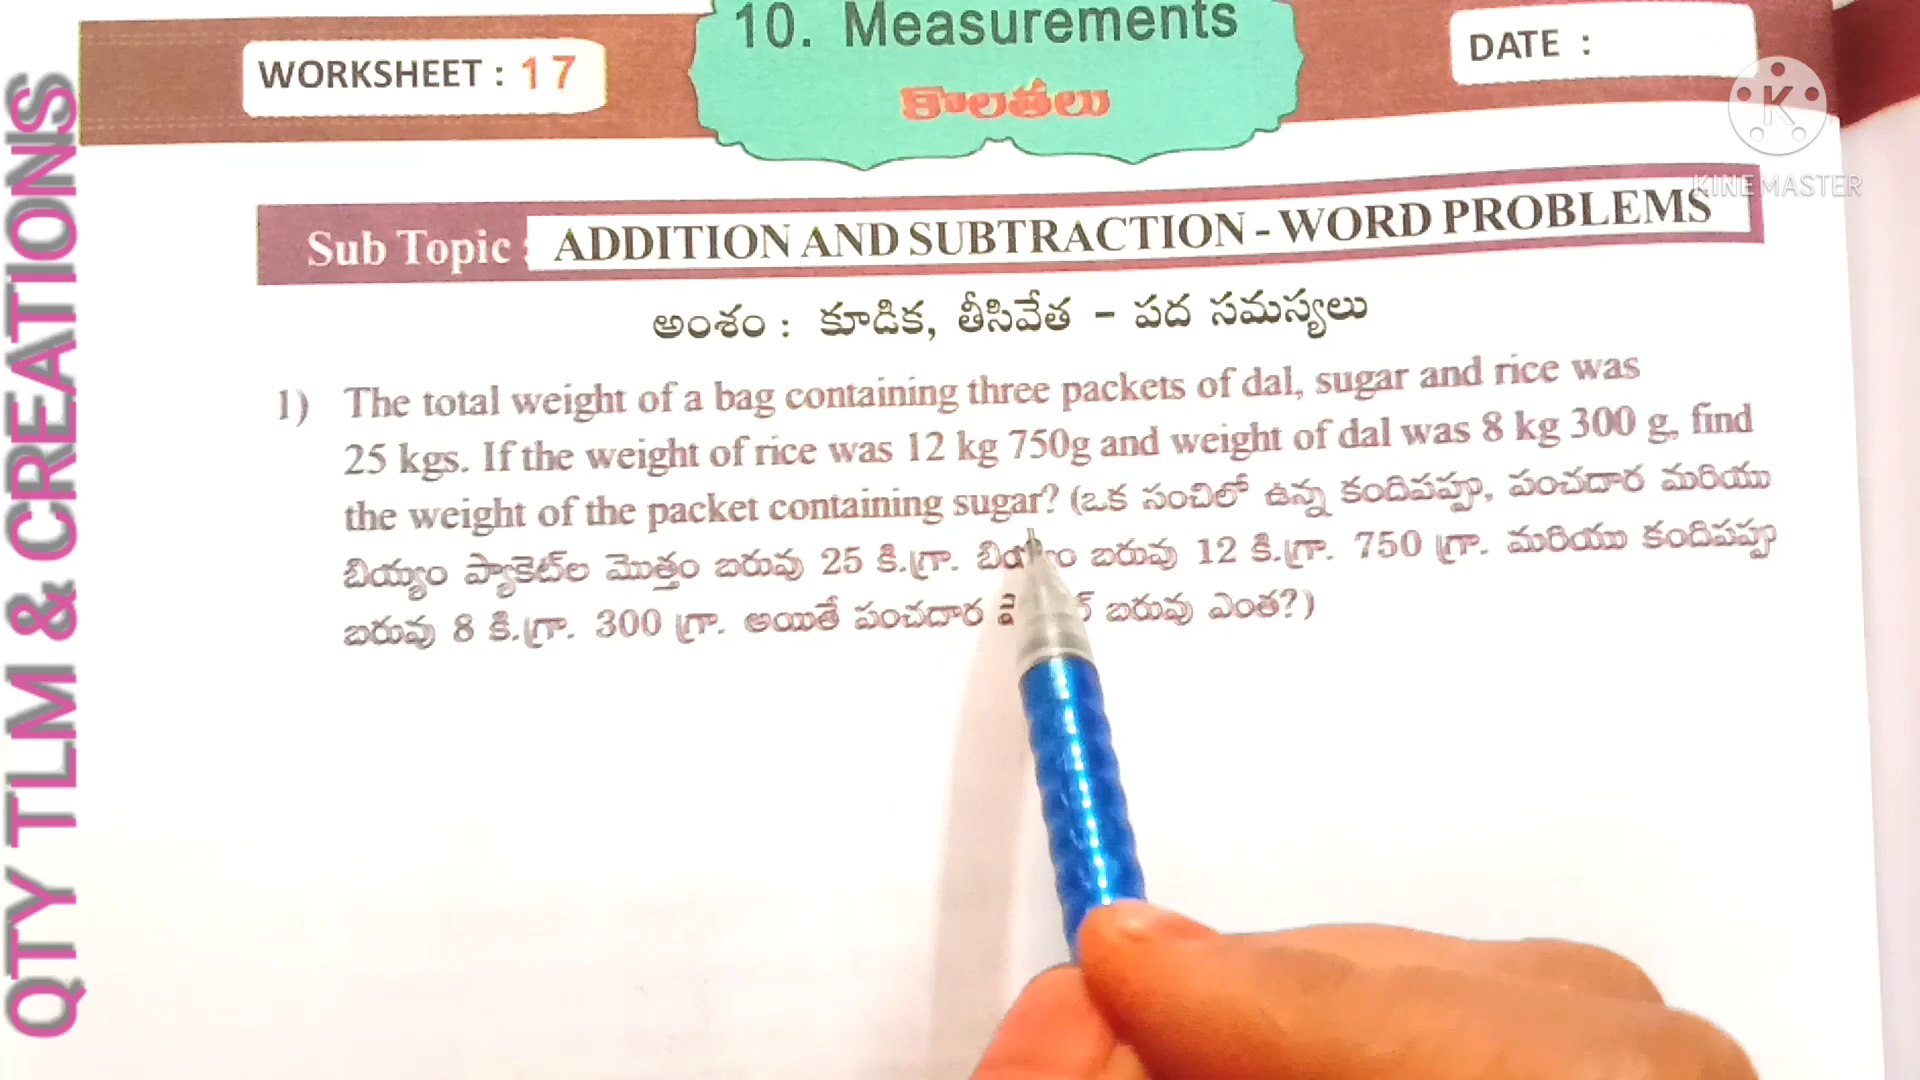 10. Measurements
WORKSHEET : 17
DATE :
కొలతలు
KINEMASTER
Sub Topic : ADDITION AND SUBTRACTION - WORD PROBLEMS
అంశం : కూడిక, తీసివేత - పద సమస్యలు
1) The total weight of a bag containing three packets of dal, sugar and rice was
25 kgs. If the weight of rice was 12 kg 750g and weight of dal was 8 kg 300 g, find
the weight of the packet containing sugar? (ఒక సంచిలో ఉన్న కందిపప్పు, పంచదార మరియు
బియ్యం ప్యాకెట్‌ల మొత్తం బరువు 25 కి.గ్రా. బియ్యం బరువు 12 కి.గ్రా. 750 గ్రా. మరియు కందిపప్పు
బరువు 8 కి.గ్రా. 300 గ్రా. అయితే పంచదార బరువు ఎంత?)
QTY TLM & CREATIONS